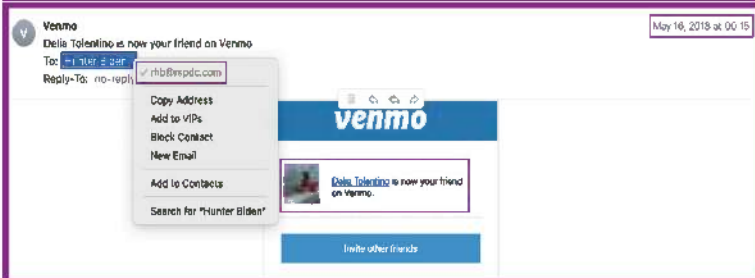 Venmo
May 16, 2018 at 00:15
Delia Tolentino is now your friend on Venmo
To: Hunter Biden
Reply-To: no-reply
✓ rhb@rspdc.com
Copy Address
Add to VIPs
Block Contact
New Email
Add to Contacts
Search for "Hunter Biden"
V
venmo
Delia Tolentino is now your friend
on Venmo.
Invite other friends